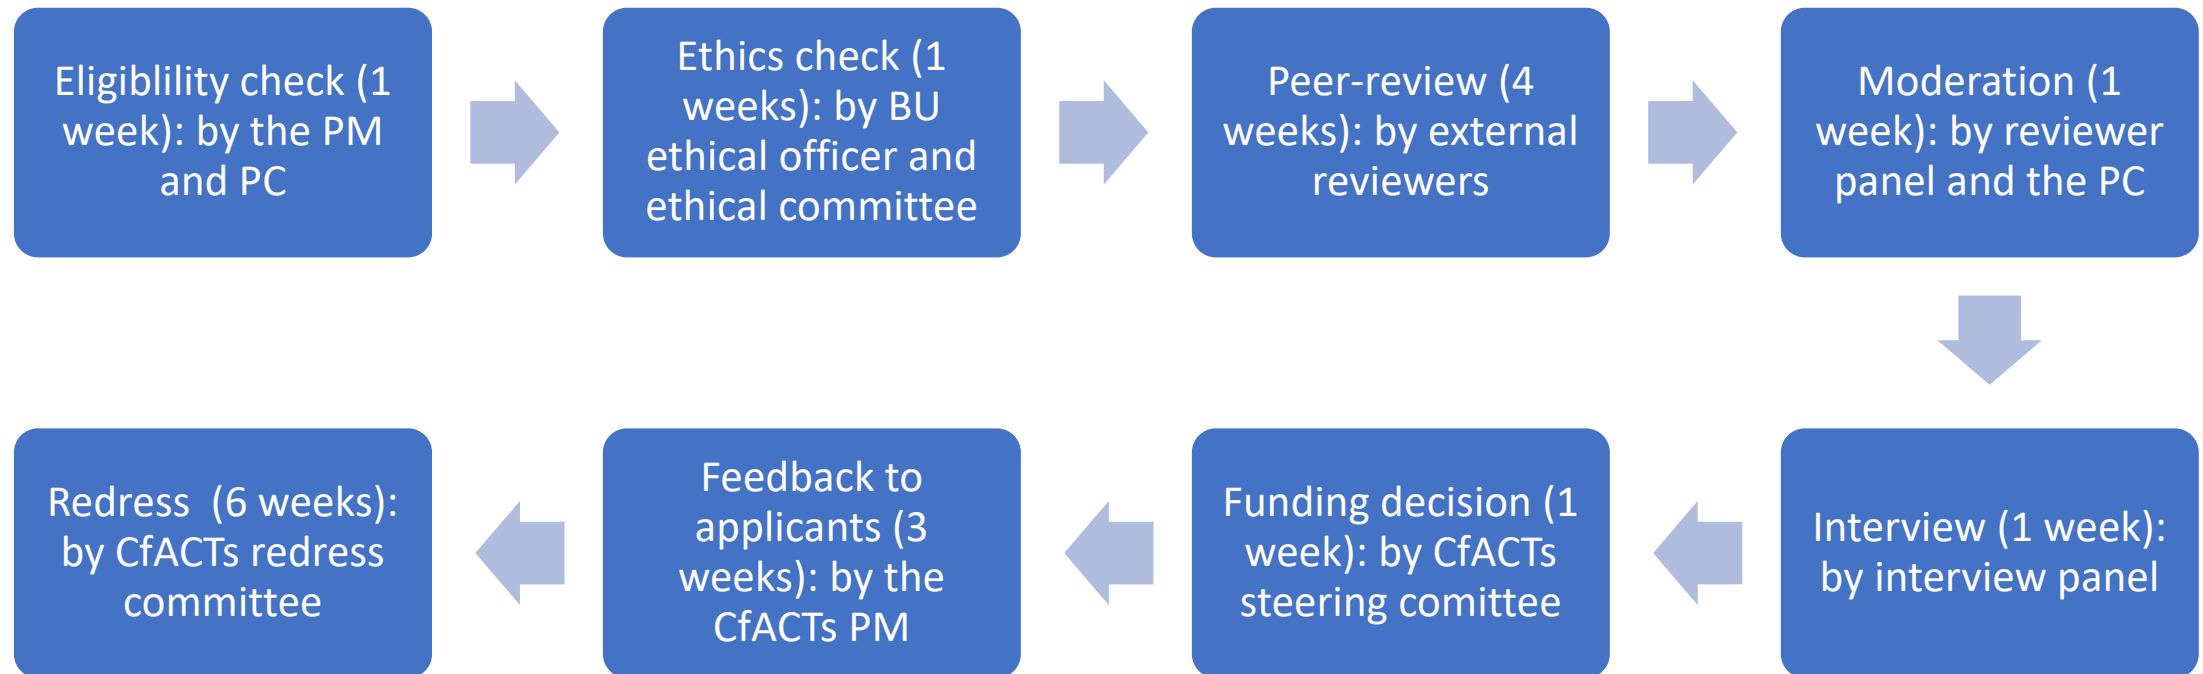 Eligiblility check (1
week): by the PM
and PC
Ethics check (1
weeks): by BU
ethical officer and
ethical committee
Peer-review (4
weeks): by external
reviewers
Moderation (1
week): by reviewer
panel and the PC
Interview (1 week):
by interview panel
Funding decision (1
week): by CfACTs
steering comittee
Feedback to
applicants (3
weeks): by the
CfACTs PM
Redress  (6 weeks):
by CfACTs redress
committee